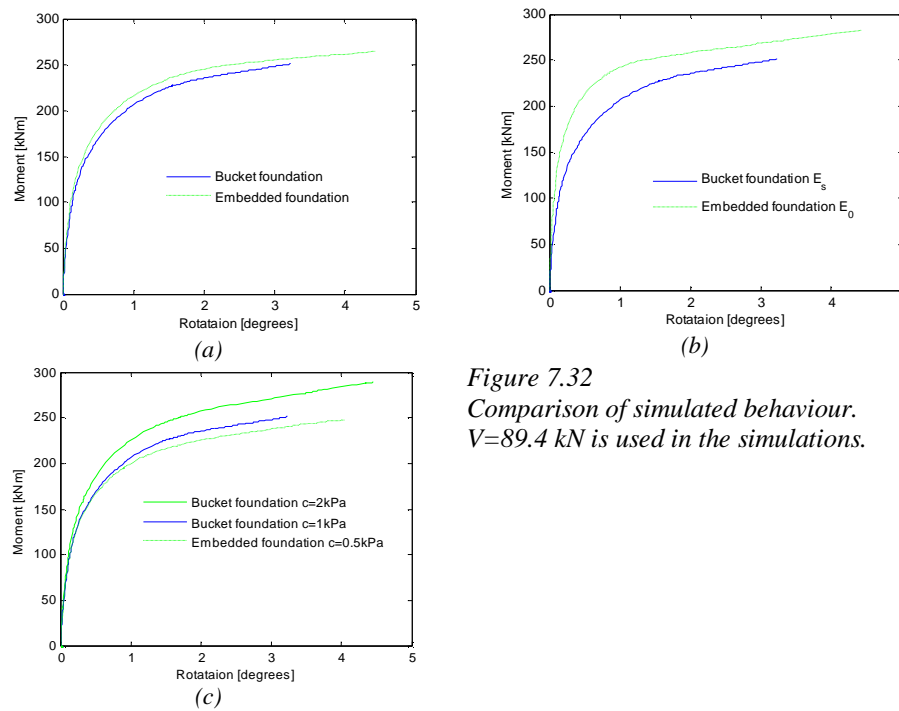 300
250
200
150
100
50
0
Moment [kNm]
Bucket foundation
Embedded foundation
0 1 2 3 4 5
Rotataion [degrees]
(a)
300
250
200
150
100
50
0
Moment [kNm]
Bucket foundation E_s
Embedded foundation E_0
0 1 2 3 4
Rotataion [degrees]
(b)
300
250
200
150
100
50
0
Moment [kNm]
Bucket foundation c=2kPa
Bucket foundation c=1kPa
Embedded foundation c=0.5kPa
0 1 2 3 4 5
Rotataion [degrees]
(c)
Figure 7.32
Comparison of simulated behaviour.
V=89.4 kN is used in the simulations.